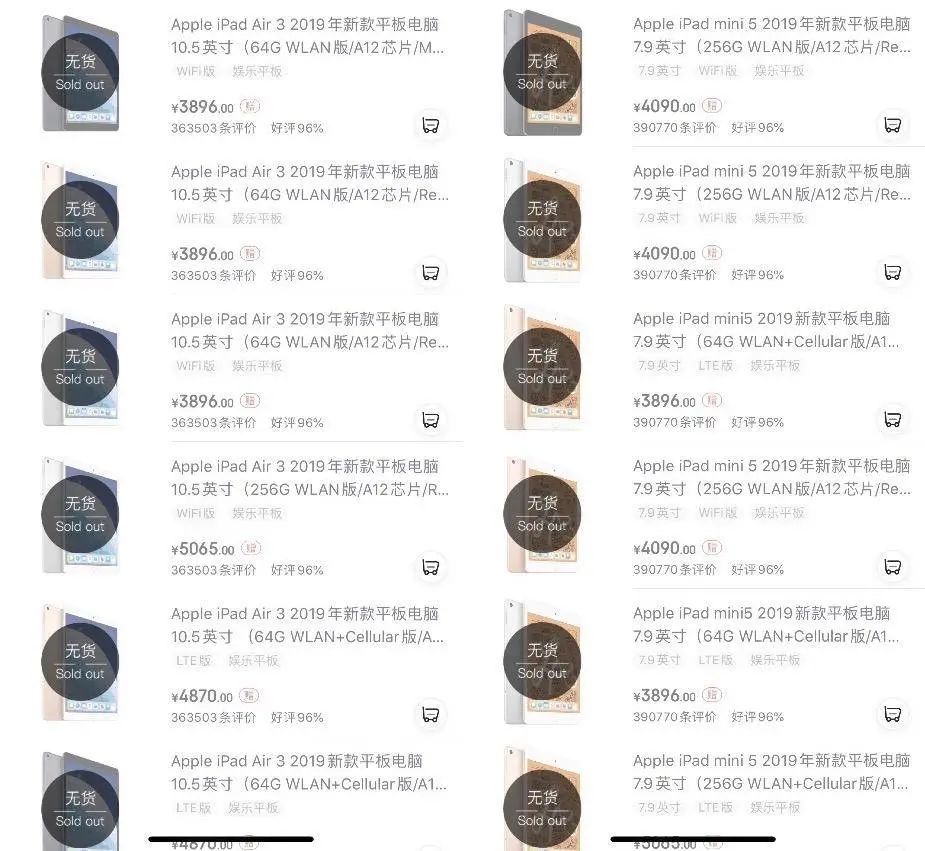 无货
Sold out
Apple iPad Air 3 2019年新款平板电脑
10.5英寸（64G WLAN版/A12芯片/M...
WiFi版 娱乐平板
¥3896.00 赠
363503条评价 好评96%
无货
Sold out
Apple iPad Air 3 2019年新款平板电脑
10.5英寸（64G WLAN版/A12芯片/Re...
WiFi版 娱乐平板
¥3896.00 赠
363503条评价 好评96%
无货
Sold out
Apple iPad Air 3 2019年新款平板电脑
10.5英寸（64G WLAN版/A12芯片/Re...
WiFi版 娱乐平板
¥3896.00 赠
363503条评价 好评96%
无货
Sold out
Apple iPad Air 3 2019年新款平板电脑
10.5英寸（256G WLAN版/A12芯片/R...
WiFi版 娱乐平板
¥5065.00 赠
363503条评价 好评96%
无货
Sold out
Apple iPad Air 3 2019年新款平板电脑
10.5英寸 （64G WLAN+Cellular版/A...
LTE版 娱乐平板
¥4870.00 赠
363503条评价 好评96%
无货
Sold out
Apple iPad Air 3 2019新款平板电脑
10.5英寸（64G WLAN+Cellular版/A1...
LTE版 娱乐平板
¥4870.00 赠
无货
Sold out
Apple iPad mini 5 2019年新款平板电脑
7.9英寸（256G WLAN版/A12芯片/Re...
7.9英寸 WiFi版 娱乐平板
¥4090.00 赠
390770条评价 好评96%
无货
Sold out
Apple iPad mini 5 2019年新款平板电脑
7.9英寸（256G WLAN版/A12芯片/Re...
7.9英寸 WiFi版 娱乐平板
¥4090.00 赠
390770条评价 好评96%
无货
Sold out
Apple iPad mini5 2019新款平板电脑
7.9英寸（64G WLAN+Cellular版/A1...
7.9英寸 LTE版 娱乐平板
¥3896.00 赠
390770条评价 好评96%
无货
Sold out
Apple iPad mini 5 2019年新款平板电脑
7.9英寸（256G WLAN版/A12芯片/Re...
7.9英寸 WiFi版 娱乐平板
¥4090.00 赠
390770条评价 好评96%
无货
Sold out
Apple iPad mini5 2019新款平板电脑
7.9英寸（64G WLAN+Cellular版/A1...
7.9英寸 LTE版 娱乐平板
¥3896.00 赠
390770条评价 好评96%
无货
Sold out
Apple iPad mini 5 2019年新款平板电脑
7.9英寸（256G WLAN+Cellular版/A1...
7.9英寸 LTE版 娱乐平板